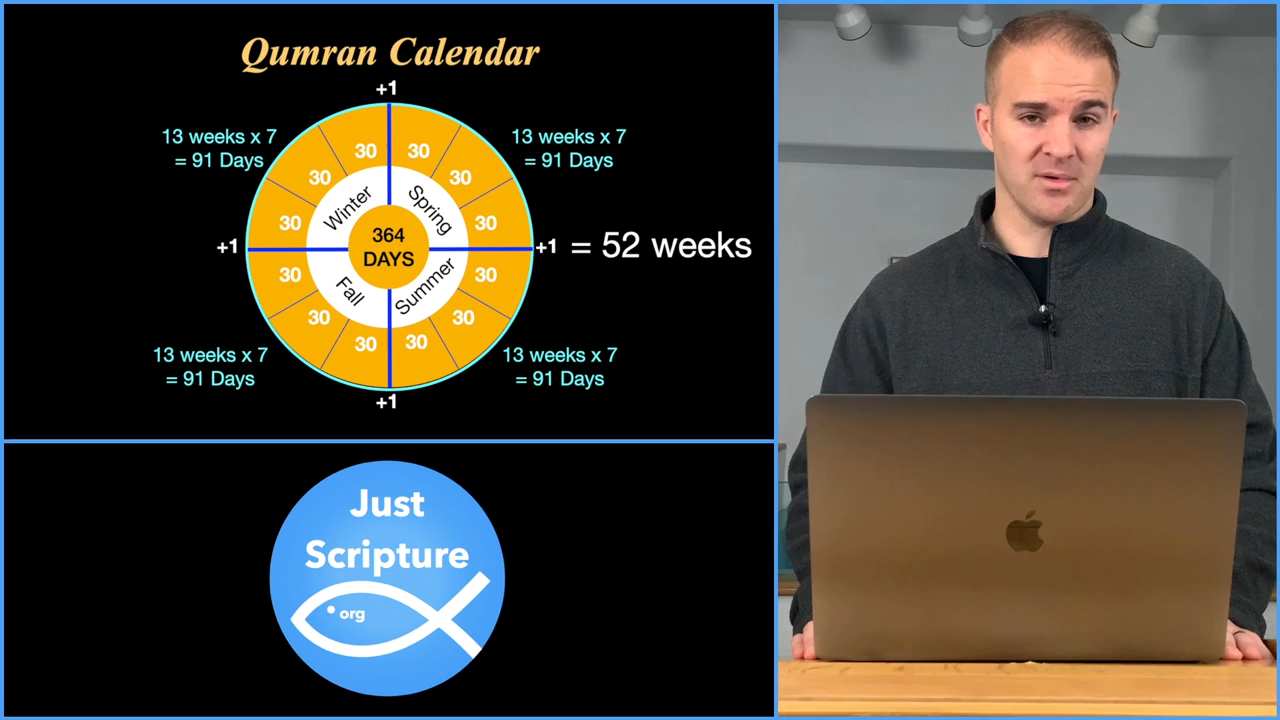 Qumran Calendar
+1
13 weeks x 7
= 91 Days
13 weeks x 7
= 91 Days
30
30
30
30
30
30
Winter
Spring
+1
364
DAYS
+1
= 52 weeks
30
30
30
30
30
30
Fall
Summer
13 weeks x 7
= 91 Days
13 weeks x 7
= 91 Days
+1
Just
Scripture
org